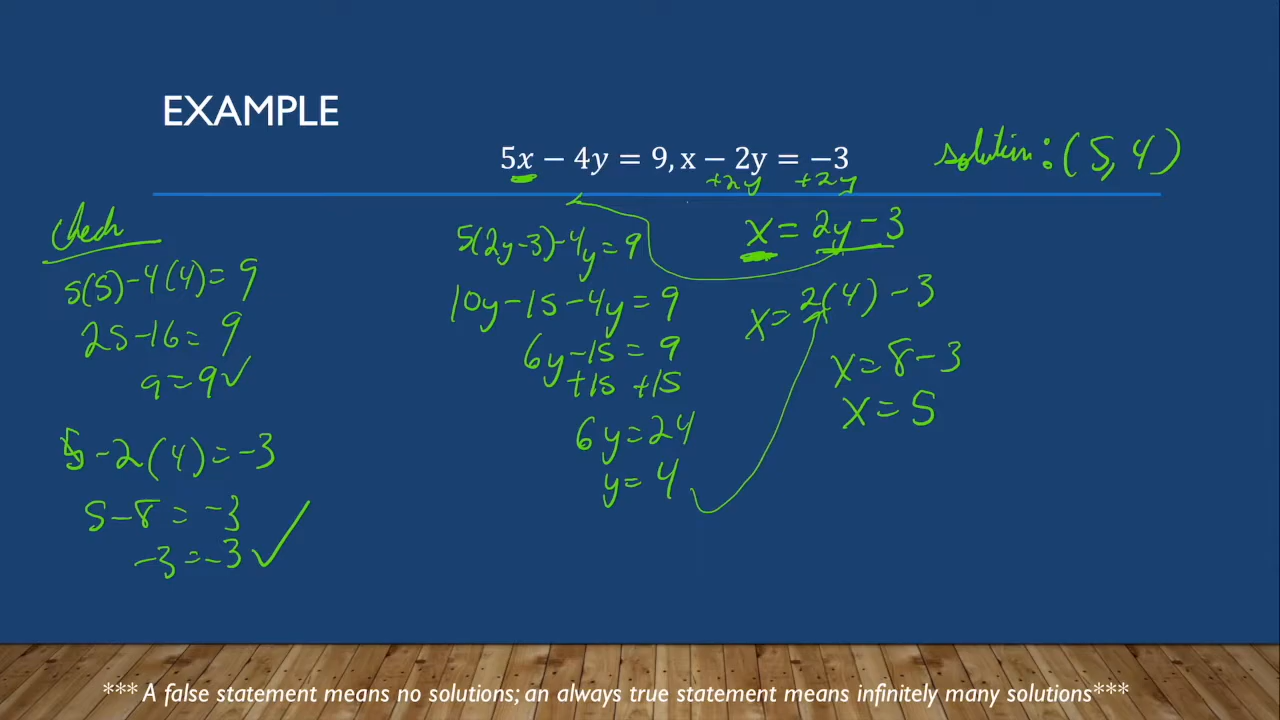 EXAMPLE
5x − 4y = 9, x − 2y = −3
+2y +2y
solution: (5, 4)
x = 2y − 3
x = 2(4) − 3
x = 8 − 3
x = 5
5(2y−3)−4y = 9
10y − 15 − 4y = 9
6y − 15 = 9
+15 +15
6y = 24
y = 4
Check
5(5) − 4(4) = 9
25 − 16 = 9
9 = 9 ✓
5 − 2(4) = −3
5 − 8 = −3
−3 = −3 ✓
*** A false statement means no solutions; an always true statement means infinitely many solutions***